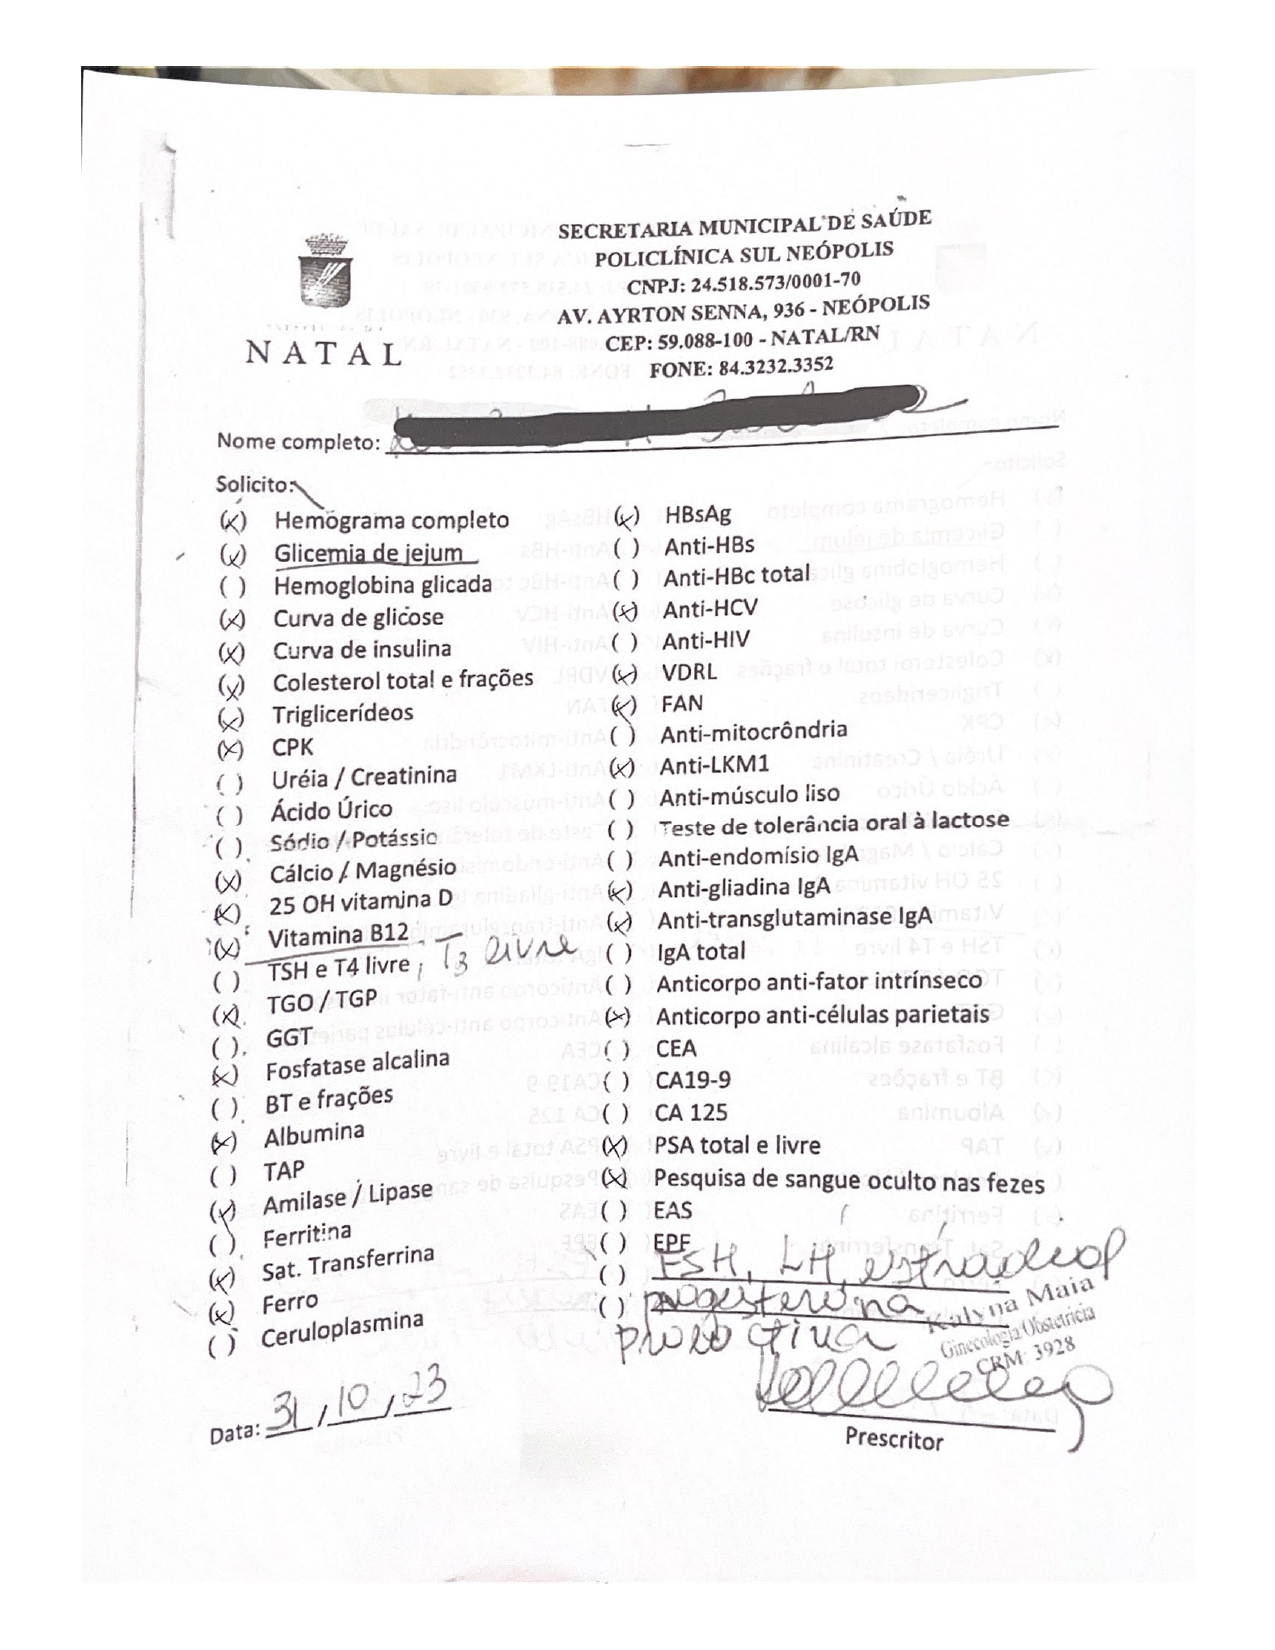 SECRETARIA MUNICIPAL DE SAÚDE
POLICLÍNICA SUL NEÓPOLIS
CNPJ: 24.518.573/0001-70
AV. AYRTON SENNA, 936 - NEÓPOLIS
CEP: 59.088-100 - NATAL/RN
FONE: 84.3232.3352
NATAL
Nome completo:
Solicito:
(x) Hemograma completo
(x) Glicemia de jejum
( ) Hemoglobina glicada
(x) Curva de glicose
(x) Curva de insulina
(x) Colesterol total e frações
(x) Triglicerídeos
(x) CPK
( ) Uréia / Creatinina
( ) Ácido Úrico
( ) Sódio / Potássio
(x) Cálcio / Magnésio
(x) 25 OH vitamina D
(x) Vitamina B12
( ) TSH e T4 livre, T3 livre
(x) TGO / TGP
( ) GGT
(x) Fosfatase alcalina
( ) BT e frações
(x) Albumina
( ) TAP
(x) Amilase / Lipase
( ) Ferritina
(x) Sat. Transferrina
(x) Ferro
( ) Ceruloplasmina
(x) HBsAg
( ) Anti-HBs
( ) Anti-HBc total
(x) Anti-HCV
( ) Anti-HIV
(x) VDRL
(x) FAN
( ) Anti-mitocrôndria
(x) Anti-LKM1
( ) Anti-músculo liso
( ) Teste de tolerância oral à lactose
( ) Anti-endomísio IgA
(x) Anti-gliadina IgA
(x) Anti-transglutaminase IgA
( ) IgA total
( ) Anticorpo anti-fator intrínseco
(x) Anticorpo anti-células parietais
( ) CEA
( ) CA19-9
( ) CA 125
(x) PSA total e livre
(x) Pesquisa de sangue oculto nas fezes
( ) EAS
( ) EPF
( ) FSH, LH, estradiol
( ) progesterona
prolactina
Kalyna Maia
Ginecologia/Obstetrícia
CRM: 3928
Data: 31/10/23
Prescritor